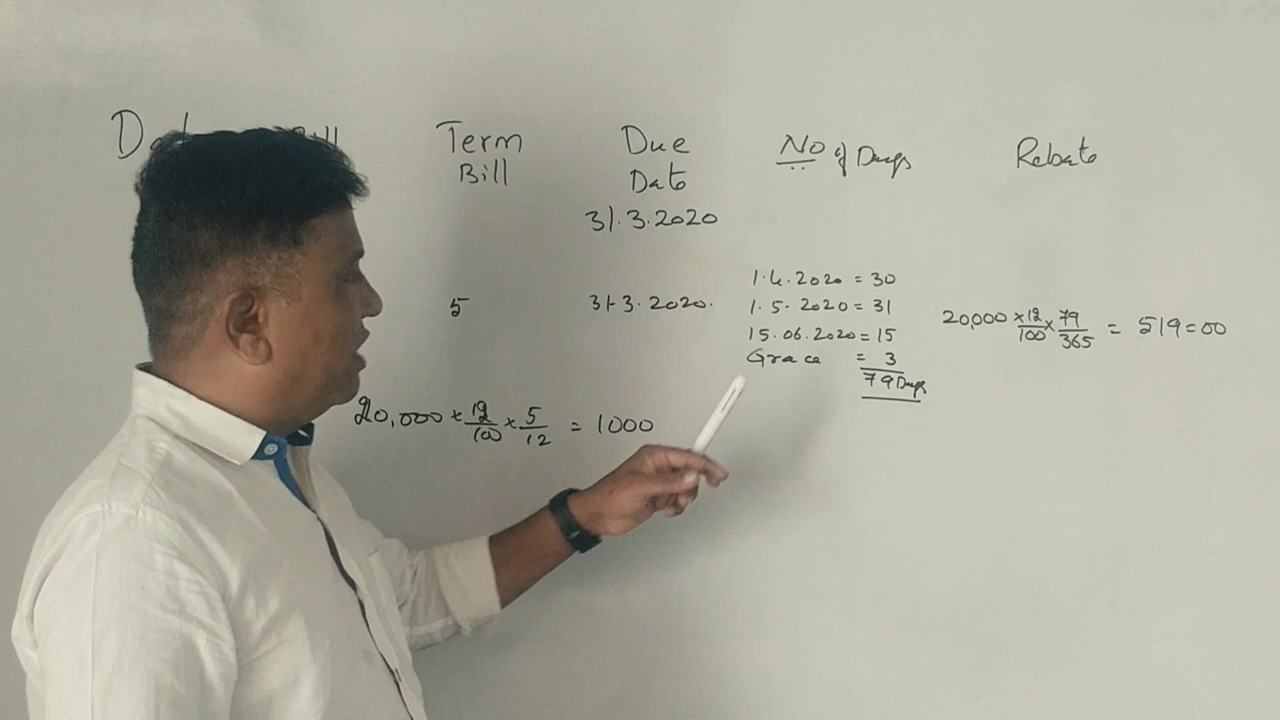 Term
Bill
Due
Date
31.3.2020
No of Days
Rebate
5
31.3.2020.
1.4.2020 = 30
1.5.2020 = 31
15.06.2020 = 15
Grace = 3
79 Days
20,000 × 12/100 × 79/365 = 519=00
20,000 × 12/100 × 5/12 = 1000